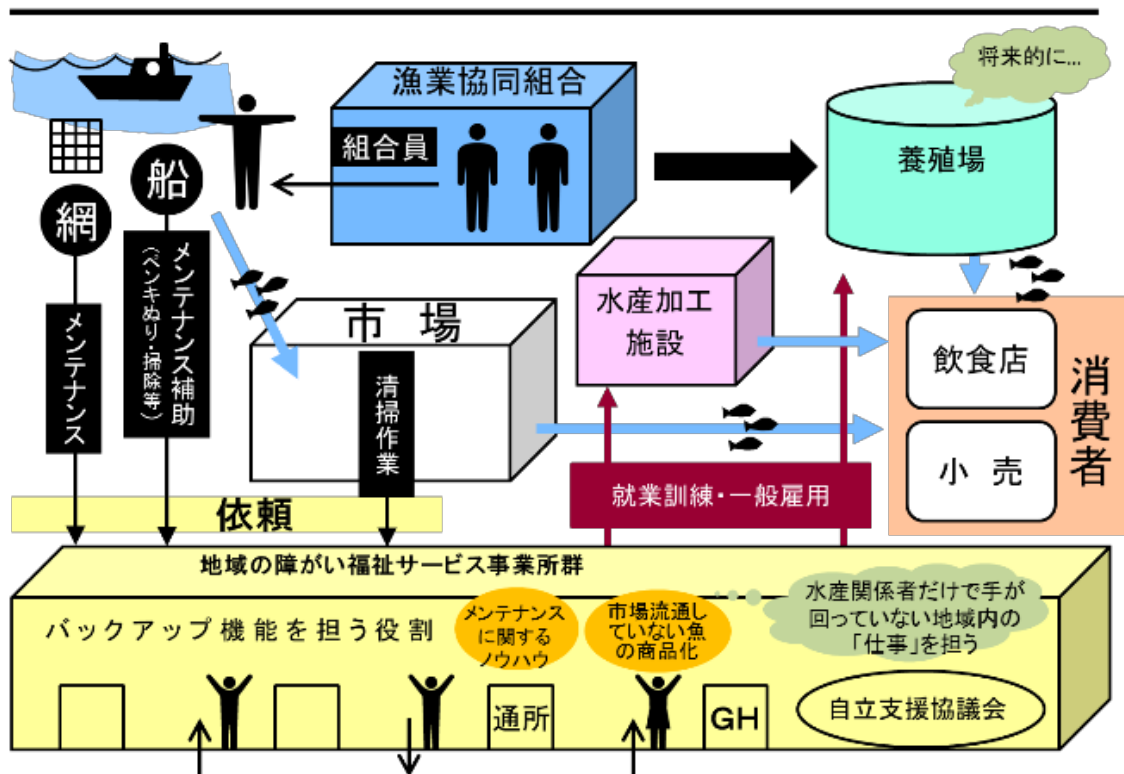 将来的に…
漁業協同組合
組合員
養殖場
船
網
メンテナンス補助
（ペンキぬり・掃除等）
メンテナンス
市　場
清掃作業
水産加工
施設
飲食店
小　売
消費者
就業訓練・一般雇用
依頼
地域の障がい福祉サービス事業所群
バックアップ機能を担う役割
メンテナンス
に関する
ノウハウ
市場流通し
ていない魚
の商品化
水産関係者だけで手が
回っていない地域内の
「仕事」を担う
通所
GH
自立支援協議会